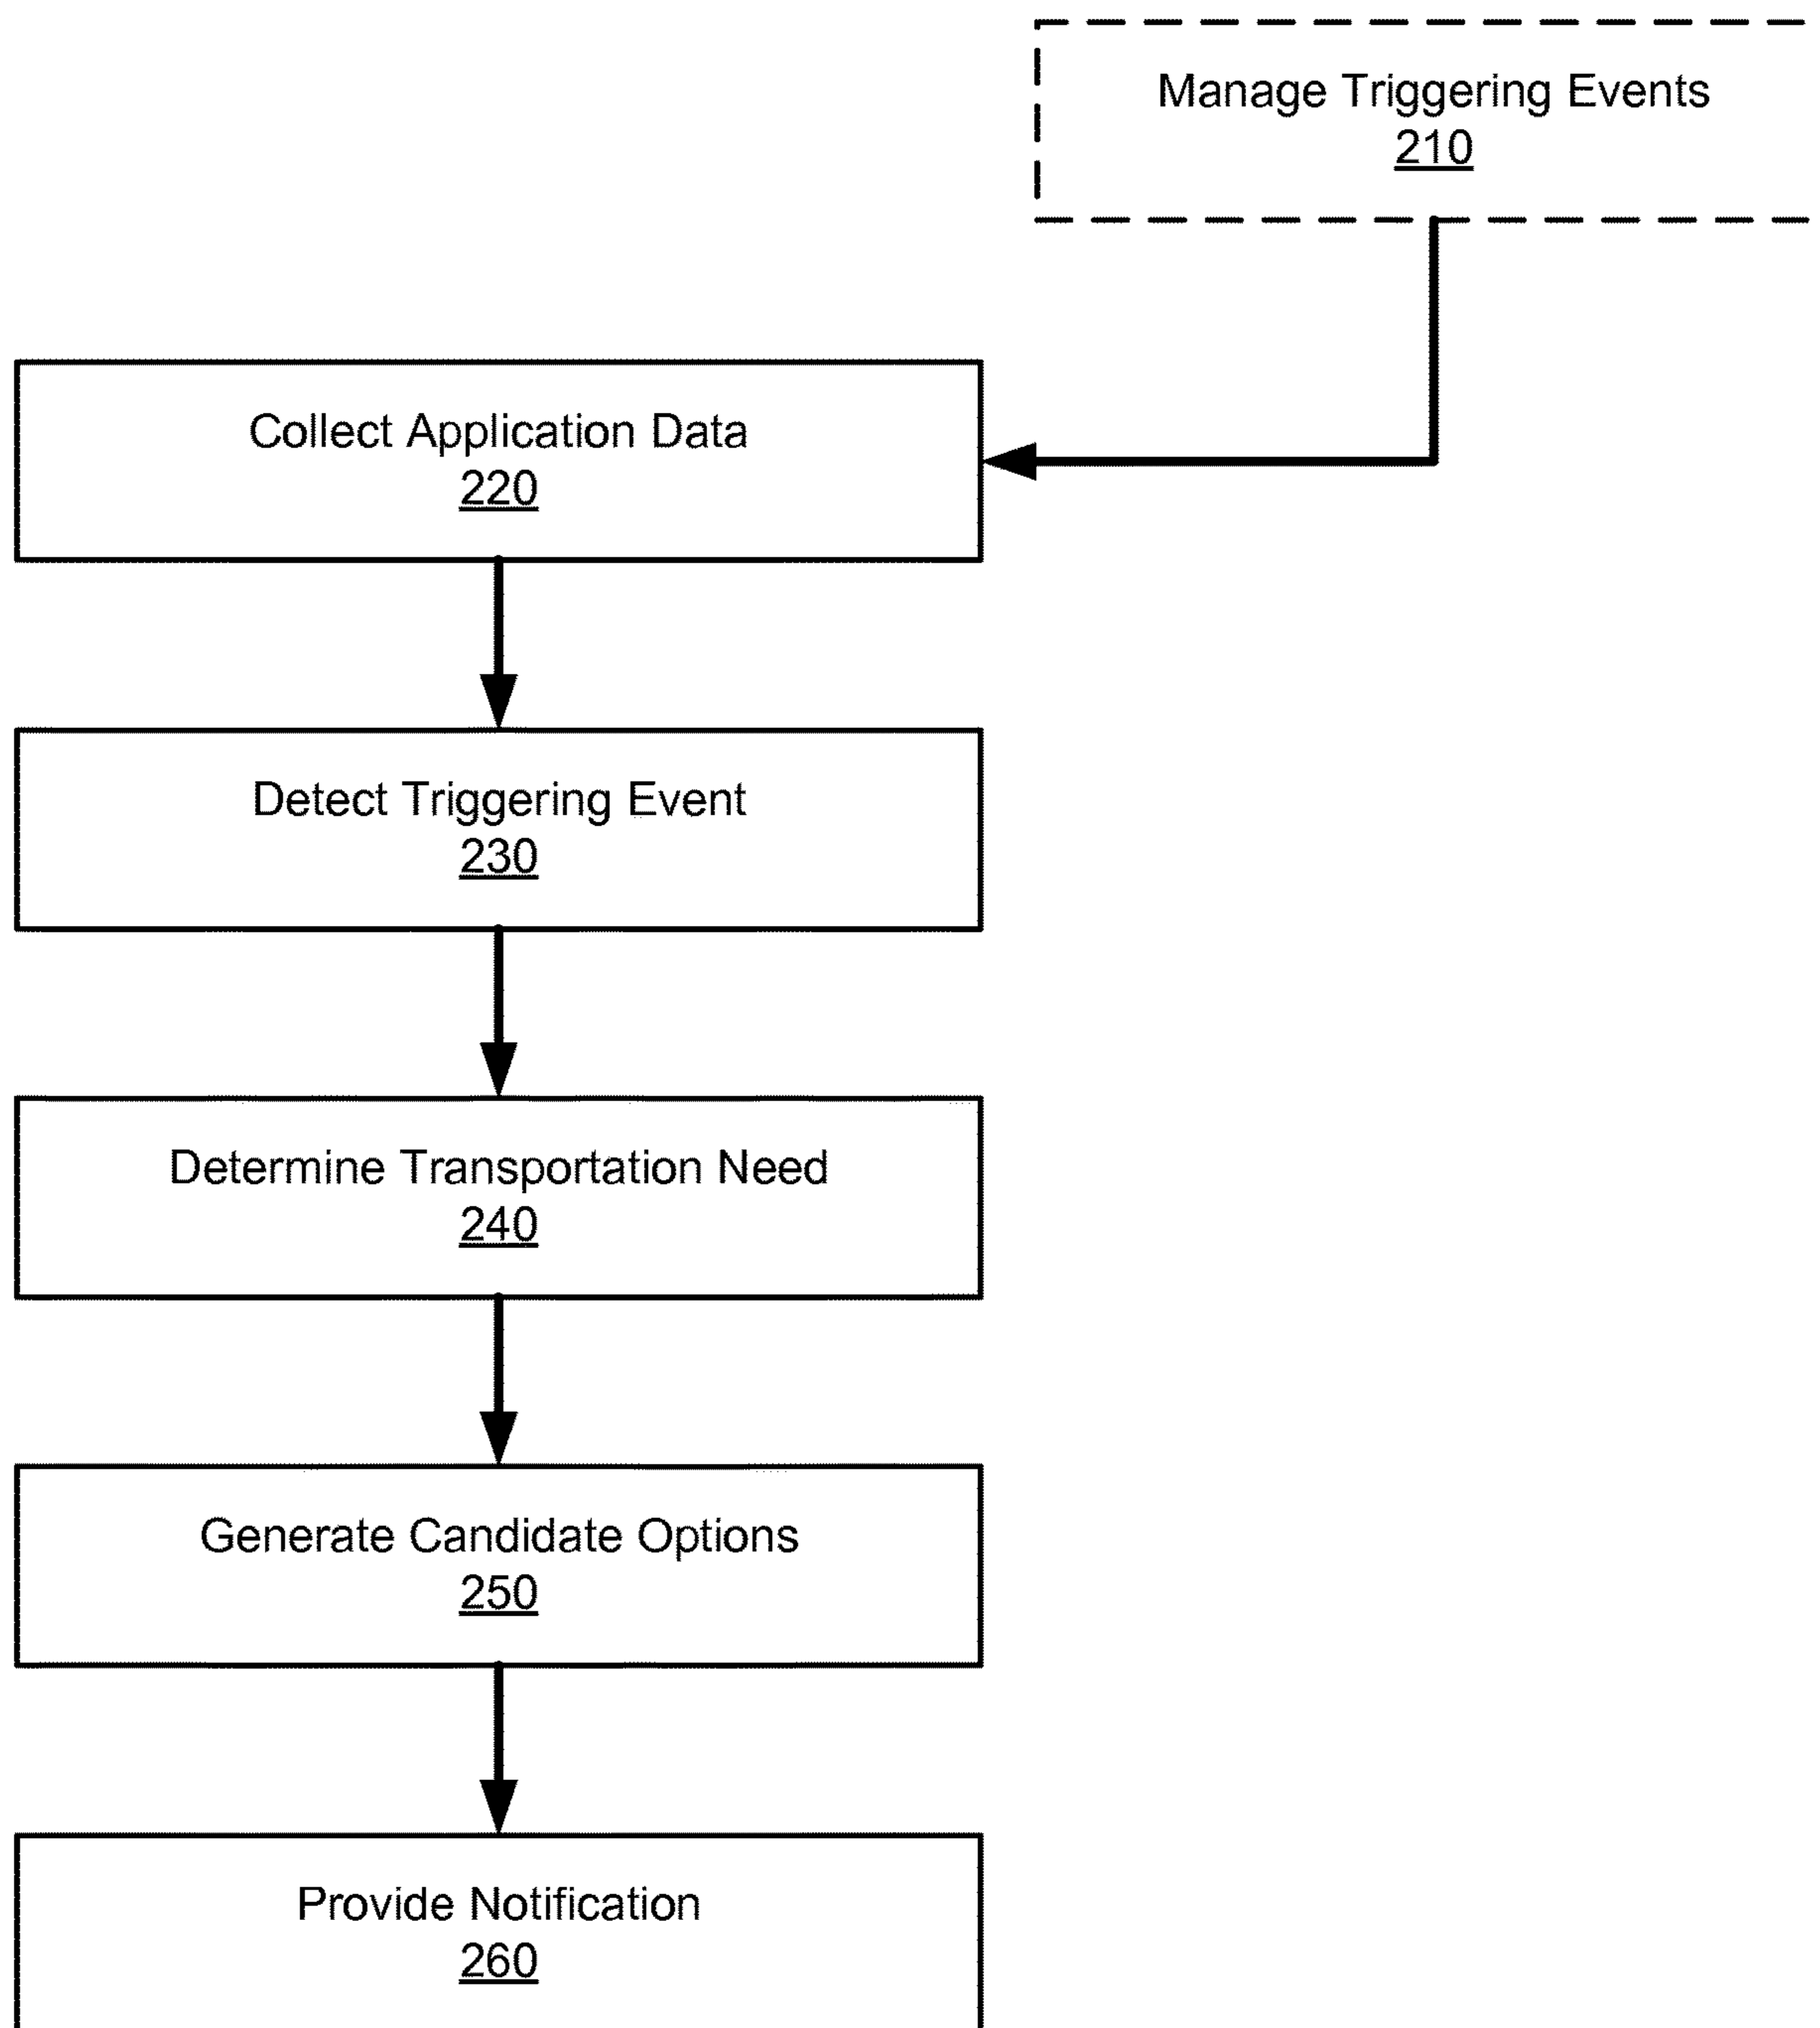 Manage Triggering Events
210
Collect Application Data
220
Detect Triggering Event
230
Determine Transportation Need
240
Generate Candidate Options
250
Provide Notification
260